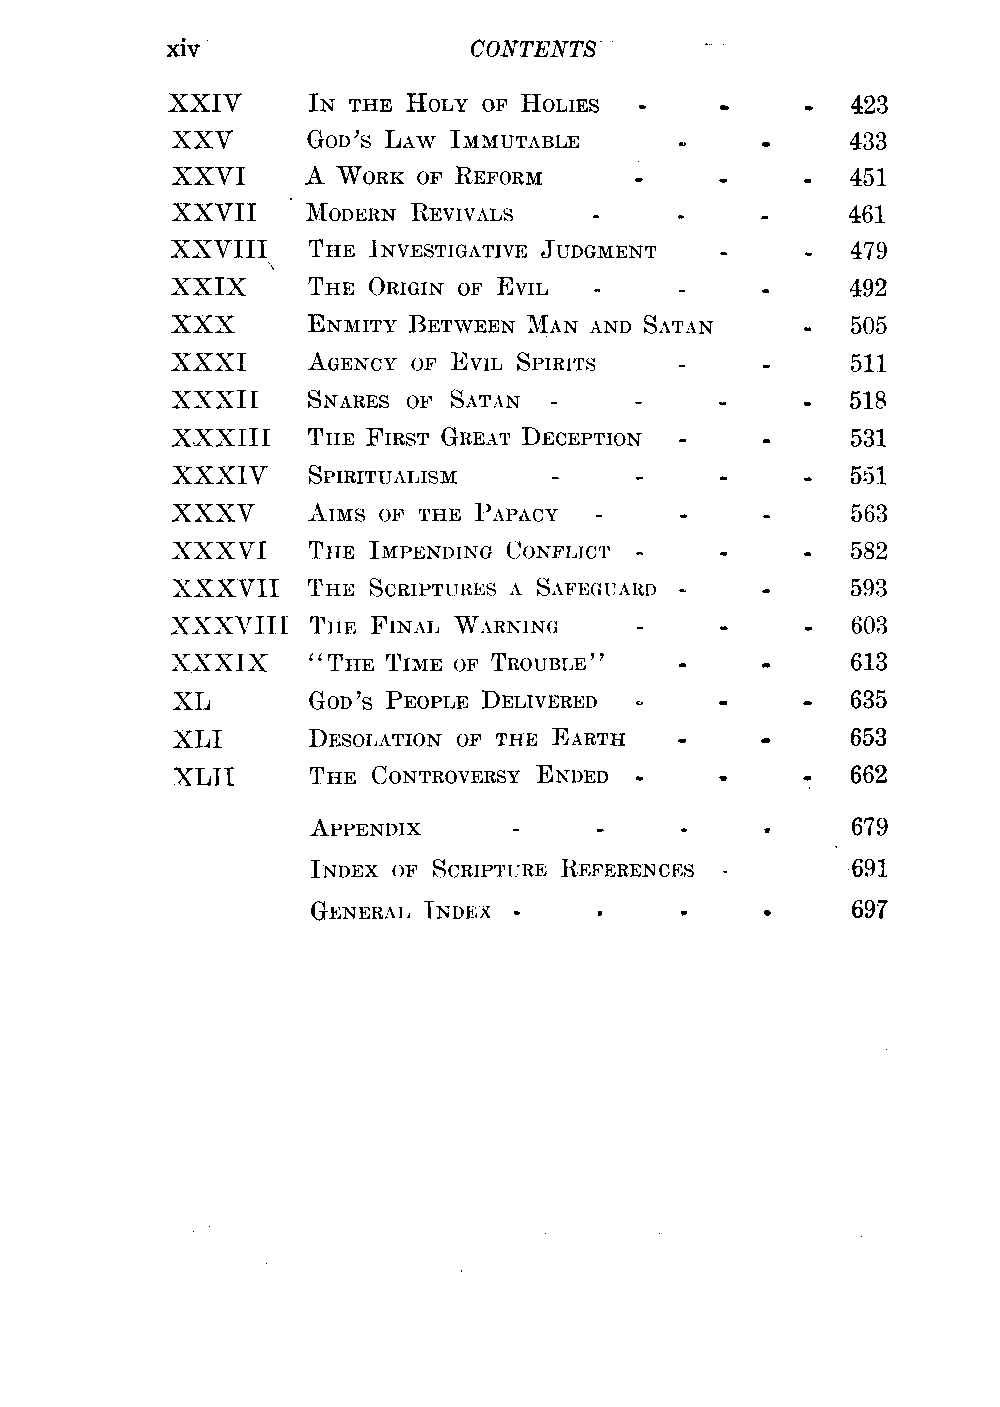 xiv CONTENTS
XXIV In the Holy of Holies - - - 423
XXV God's Law Immutable - - 433
XXVI A Work of Reform - - - 451
XXVII Modern Revivals - - - 461
XXVIII The Investigative Judgment - - 479
XXIX The Origin of Evil - - - 492
XXX Enmity Between Man and Satan - 505
XXXI Agency of Evil Spirits - - 511
XXXII Snares of Satan - - - - 518
XXXIII The First Great Deception - - 531
XXXIV Spiritualism - - - - 551
XXXV Aims of the Papacy - - - 563
XXXVI The Impending Conflict - - - 582
XXXVII The Scriptures a Safeguard - - 593
XXXVIII The Final Warning - - - 603
XXXIX "The Time of Trouble" - - 613
XL God's People Delivered - - - 635
XLI Desolation of the Earth - - 653
XLII The Controversy Ended - - - 662
Appendix - - - - 679
Index of Scripture References - 691
General Index - - - - 697